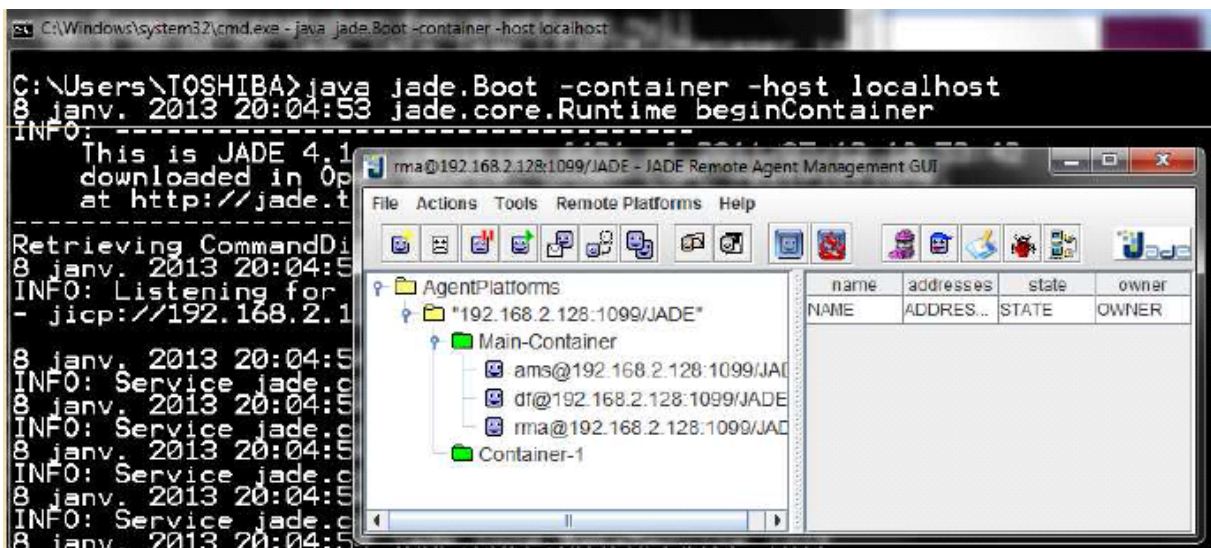 C:\Windows\system32\cmd.exe - java jade.Boot -container -host localhost
C:\Users\TOSHIBA>java jade.Boot -container -host localhost
8 janv. 2013 20:04:53 jade.core.Runtime beginContainer
INFO: ----------------------------------
This is JADE 4.1
downloaded in Op
at http://jade.t
Retrieving CommandDi
8 janv. 2013 20:04:5
INFO: Listening for
- jicp://192.168.2.1
8 janv. 2013 20:04:5
INFO: Service jade.c
8 janv. 2013 20:04:5
INFO: Service jade.c
8 janv. 2013 20:04:5
INFO: Service jade.c
8 janv. 2013 20:04:5
INFO: Service jade.c
8 janv. 2013 20:04:5
rma@192.168.2.128:1099/JADE - JADE Remote Agent Management GUI
File Actions Tools Remote Platforms Help
Jade
AgentPlatforms
"192.168.2.128:1099/JADE"
Main-Container
ams@192.168.2.128:1099/JAD
df@192.168.2.128:1099/JADE
rma@192.168.2.128:1099/JAD
Container-1
name addresses state owner
NAME ADDRES... STATE OWNER